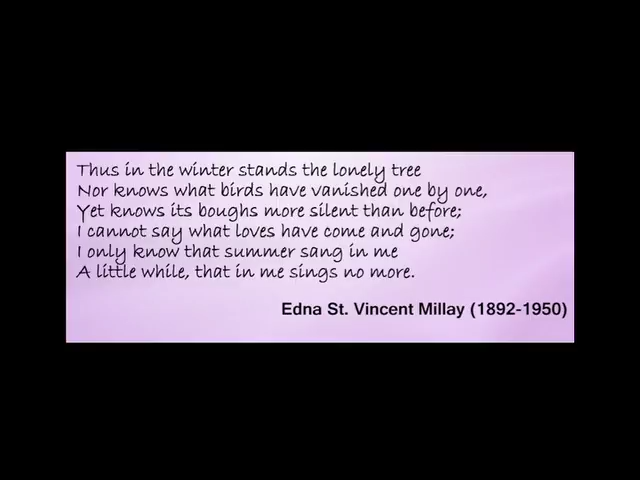 Thus in the winter stands the lonely tree
Nor knows what birds have vanished one by one,
Yet knows its boughs more silent than before;
I cannot say what loves have come and gone;
I only know that summer sang in me
A little while, that in me sings no more.
Edna St. Vincent Millay (1892-1950)